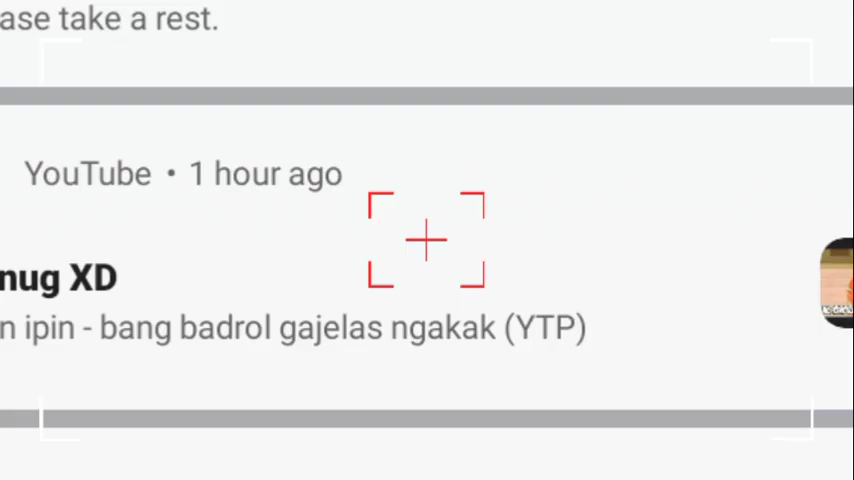 ase take a rest.
YouTube • 1 hour ago
nug XD
n ipin - bang badrol gajelas ngakak (YTP)